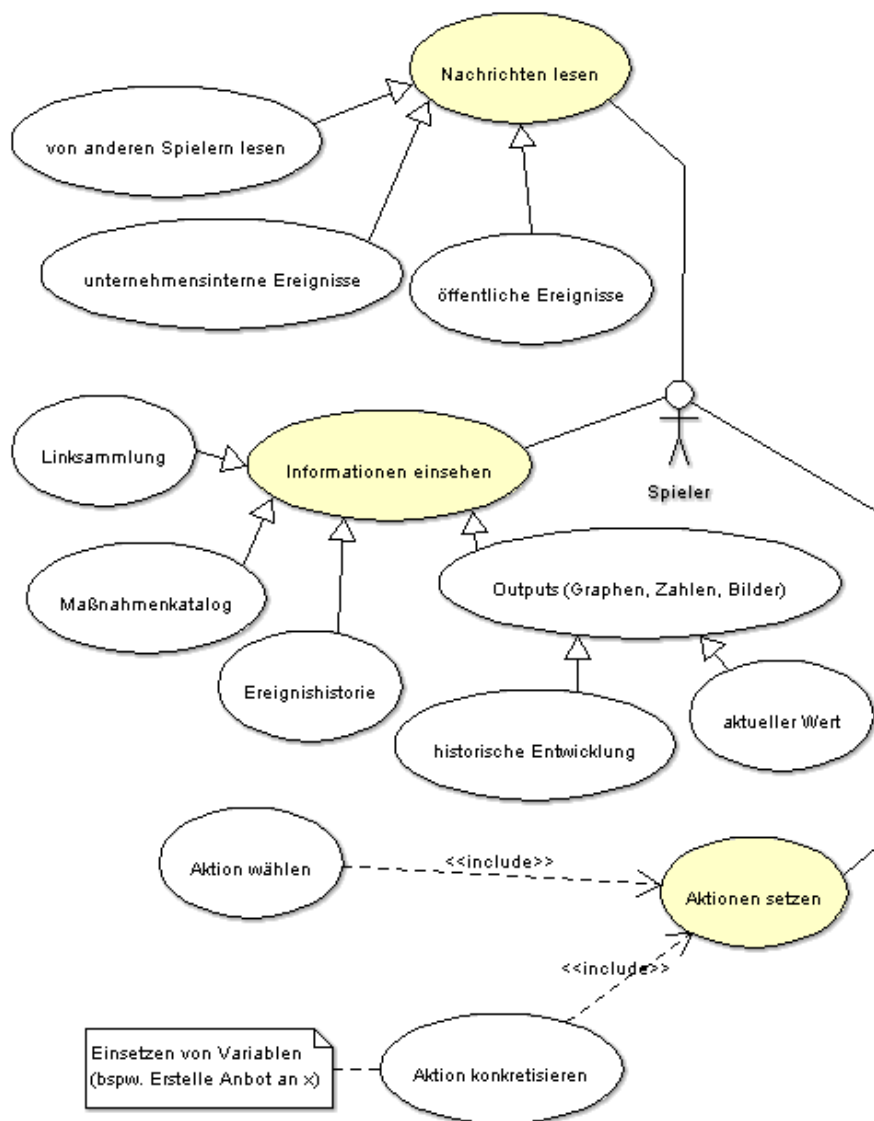 Nachrichten lesen
von anderen Spielern lesen
unternehmensinterne Ereignisse
öffentliche Ereignisse
Linksammlung
Informationen einsehen
Spieler
Maßnahmenkatalog
Outputs (Graphen, Zahlen, Bilder)
Ereignishistorie
historische Entwicklung
aktueller Wert
Aktion wählen
<<include>>
Aktionen setzen
<<include>>
Einsetzen von Variablen
(bspw. Erstelle Anbot an x)
Aktion konkretisieren